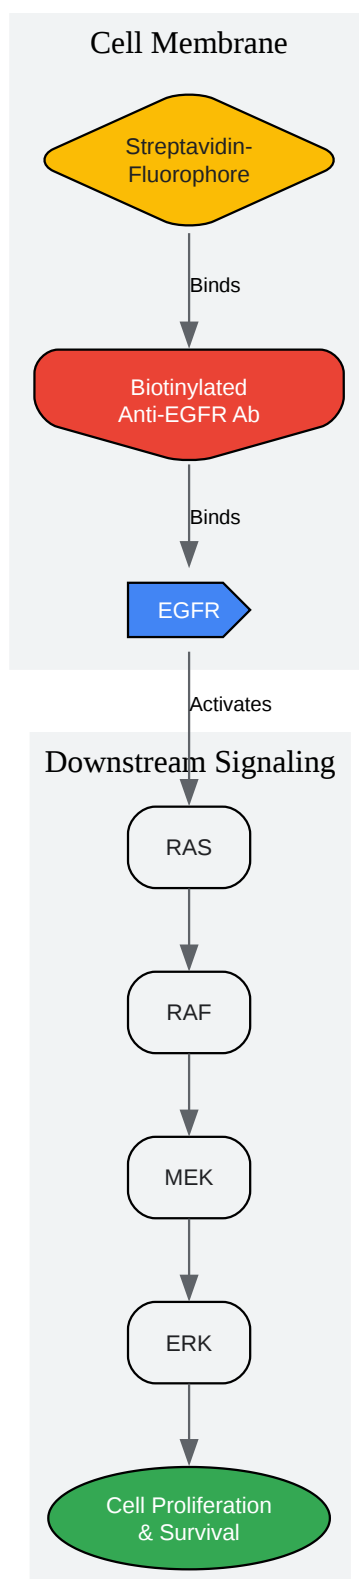 Cell Membrane
Streptavidin-
Fluorophore
Binds
Biotinylated
Anti-EGFR Ab
Binds
EGFR
Activates
Downstream Signaling
RAS
RAF
MEK
ERK
Cell Proliferation
& Survival